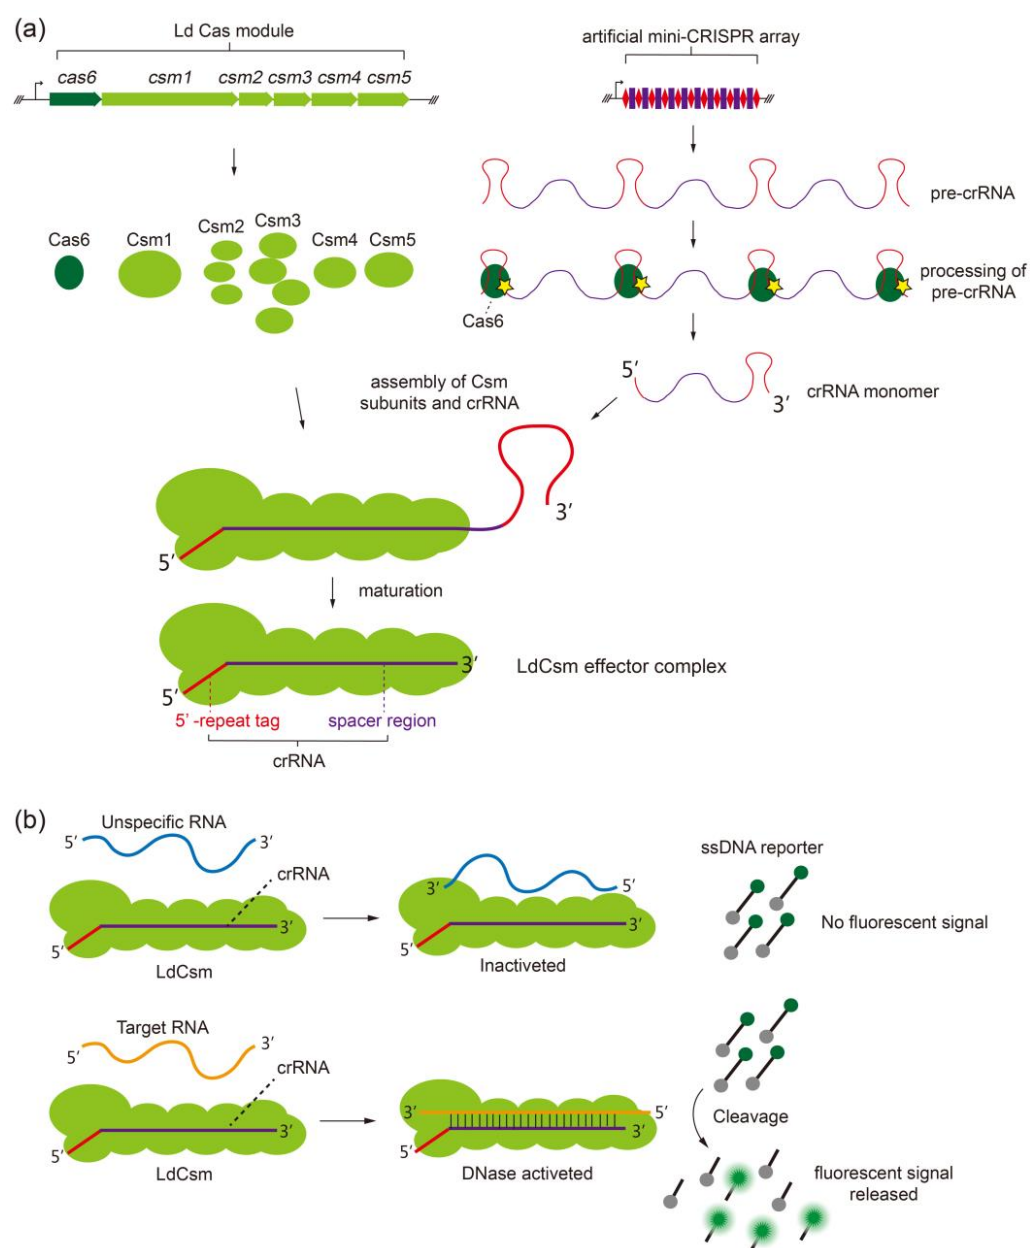 (a)
Ld Cas module
cas6 csm1 csm2 csm3 csm4 csm5
artificial mini-CRISPR array
pre-crRNA
Cas6
Csm1
Csm2
Csm3
Csm4
Csm5
processing of
pre-crRNA
Cas6
5′
3′
crRNA monomer
assembly of Csm
subunits and crRNA
3′
5′
maturation
3′
5′
LdCsm effector complex
5’ -repeat tag
spacer region
crRNA
(b)
Unspecific RNA
5′
3′
crRNA
3′
5′
LdCsm
3′
5′
3′
5′
Inactiveted
ssDNA reporter
No fluorescent signal
Target RNA
5′
3′
crRNA
3′
5′
LdCsm
3′
5′
3′
5′
DNase activeted
Cleavage
fluorescent signal
released